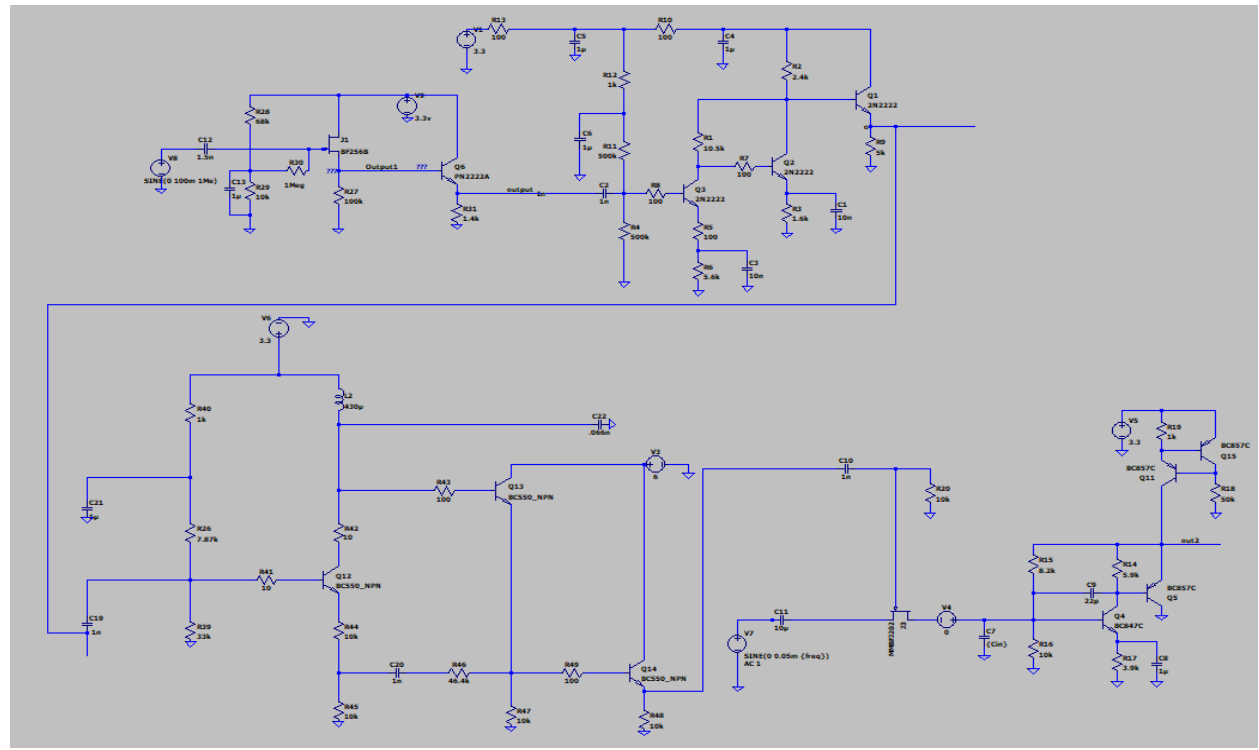 V1
3.3
R13
100
C5
1µ
R10
100
C4
1µ
R2
2.4k
Q1
2N2222
R9
5k
R12
1k
C6
1µ
R11
500k
R1
10.5k
R7
100
Q2
2N2222
R3
1.6k
C1
10n
R8
100
Q3
2N2222
R5
100
R6
5.6k
C3
10n
C2
1n
R4
500k
V8
SINE(0 100m 1Me)
C12
1.5n
R28
68k
R30
1Meg
C13
1µ
R29
10k
J1
BF256B
???
R27
100k
Output1
???
V9
3.3v
Q6
PN2222A
R31
1.4k
output
in
V6
3.3
L2
430µ
R40
1k
C22
.066n
C21
1µ
R26
7.87k
R43
100
Q13
BC550_NPN
V3
6
R42
10
R41
10
Q12
BC550_NPN
C19
1n
R39
33k
R44
10k
C20
1n
R46
46.4k
R49
100
Q14
BC550_NPN
R45
10k
R47
10k
R48
10k
C10
1n
R20
10k
C11
10µ
V7
SINE(0 0.05m {freq})
AC 1
MMBF2202
J3
V4
0
C7
{Cin}
R15
8.2k
R14
5.9k
C9
22p
R16
10k
Q4
BC847C
R17
3.9k
C8
1µ
BC857C
Q5
out2
V5
3.3
R19
1k
BC857C
Q15
BC857C
Q11
R18
50k